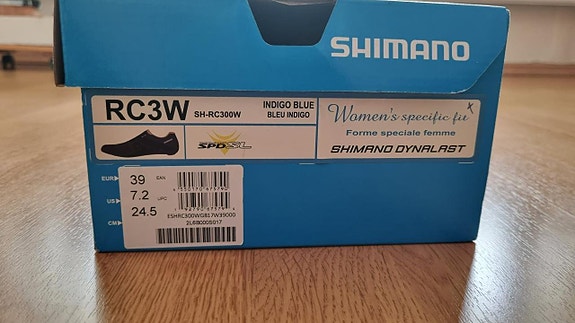 SHIMANO
RC3W SH-RC300W INDIGO BLUE
BLEU INDIGO
Women's specific fit
Forme speciale femme
SHIMANO DYNALAST
SPD-SL
EUR 39 EAN
US 7.2 UPC
CM 24.5
ESHRC300WGB17W39000